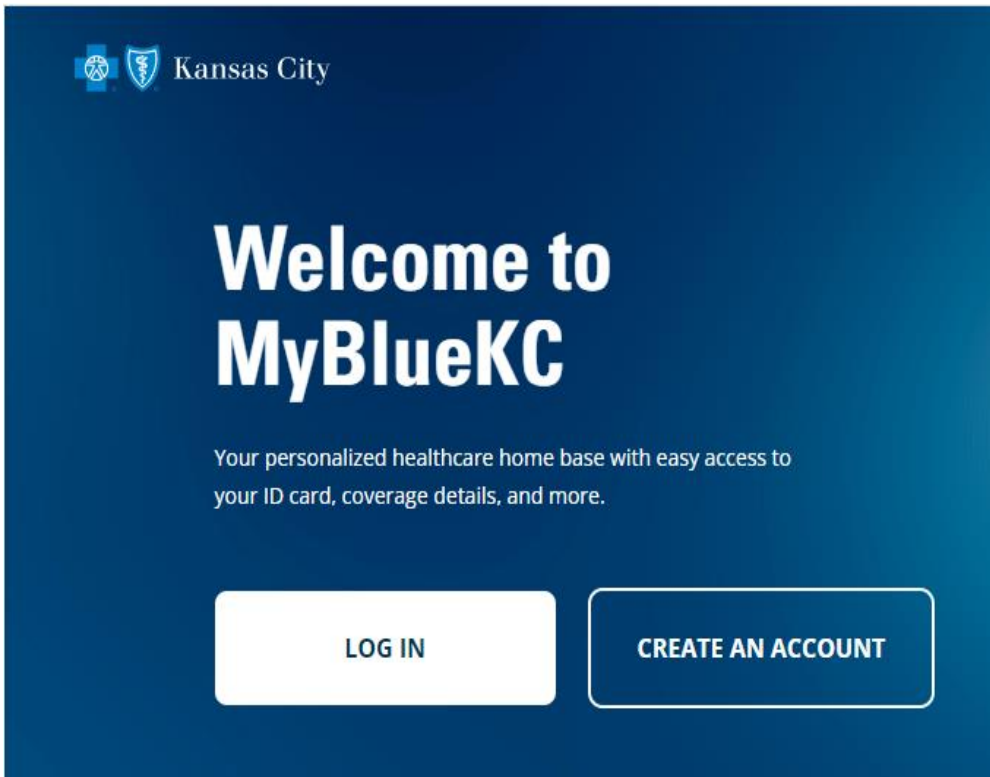 Kansas City
Welcome to
MyBlueKC
Your personalized healthcare home base with easy access to
your ID card, coverage details, and more.
LOG IN
CREATE AN ACCOUNT